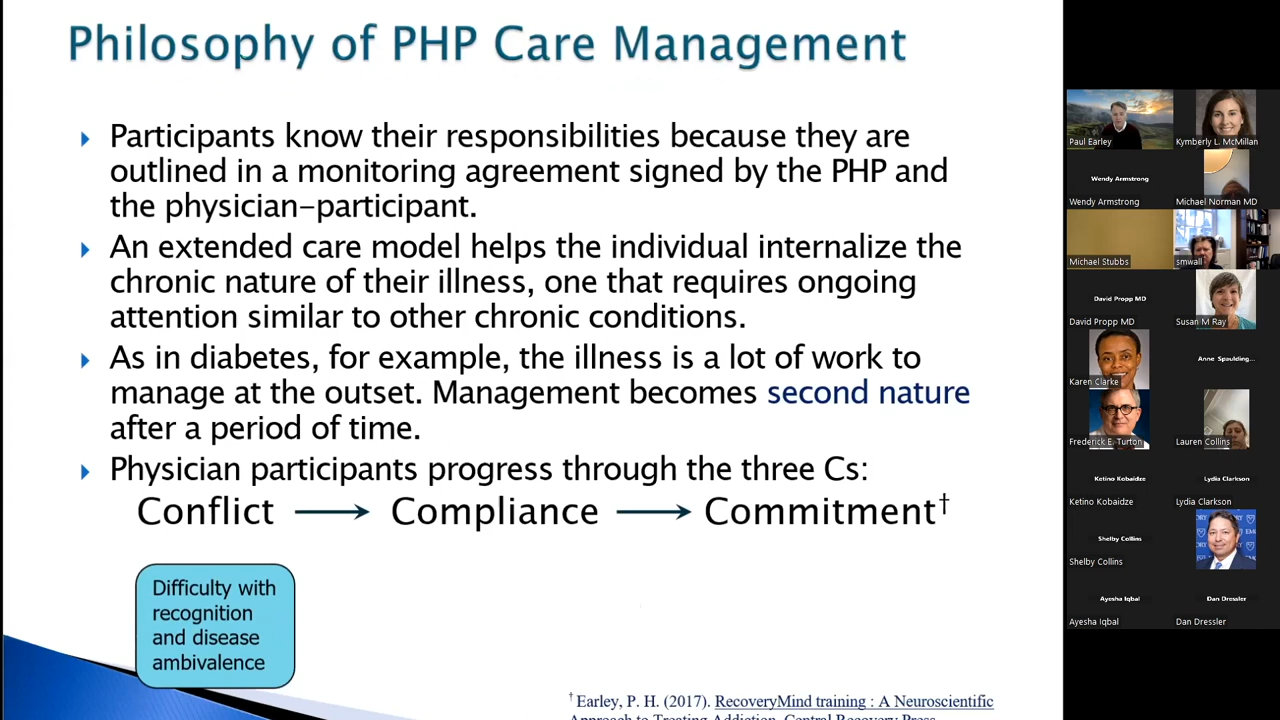 Philosophy of PHP Care Management
Participants know their responsibilities because they are
outlined in a monitoring agreement signed by the PHP and
the physician-participant.
An extended care model helps the individual internalize the
chronic nature of their illness, one that requires ongoing
attention similar to other chronic conditions.
As in diabetes, for example, the illness is a lot of work to
manage at the outset. Management becomes second nature
after a period of time.
Physician participants progress through the three Cs:
Conflict → Compliance → Commitment†
Difficulty with
recognition
and disease
ambivalence
†Earley, P. H. (2017). RecoveryMind training : A Neuroscientific
Approach to Treating Addiction. Central Recovery Press
Paul Earley
Kymberly L. McMillan
Wendy Armstrong
Wendy Armstrong
Michael Norman MD
Michael Stubbs
smwall
David Propp MD
David Propp MD
Susan M Ray
Karen Clarke
Anne Spaulding...
Frederick E. Turton
Lauren Collins
Ketino Kobaidze
Ketino Kobaidze
Lydia Clarkson
Lydia Clarkson
Shelby Collins
Shelby Collins
Ayesha Iqbal
Ayesha Iqbal
Dan Dressler
Dan Dressler